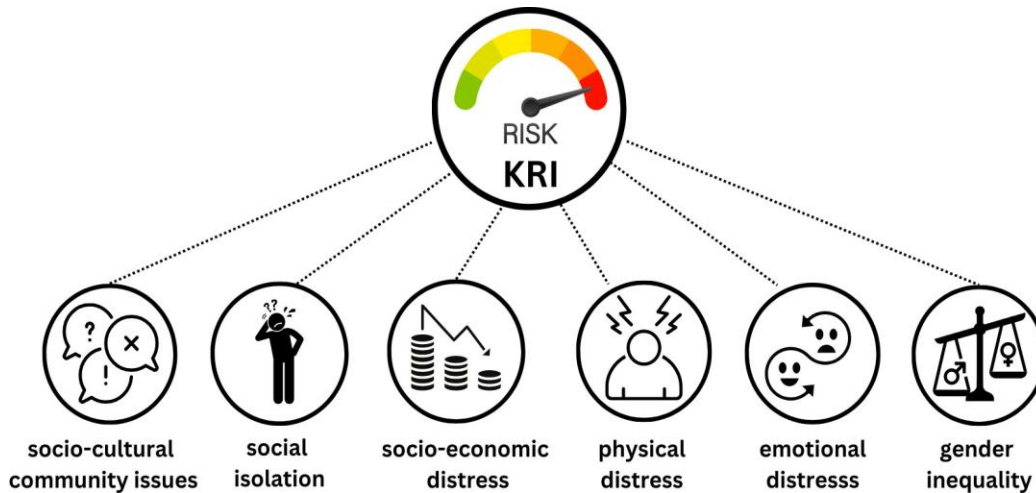 RISK
KRI
? × !
??
socio-cultural
community issues
social
isolation
socio-economic
distress
physical
distress
emotional
distresss
gender
inequality